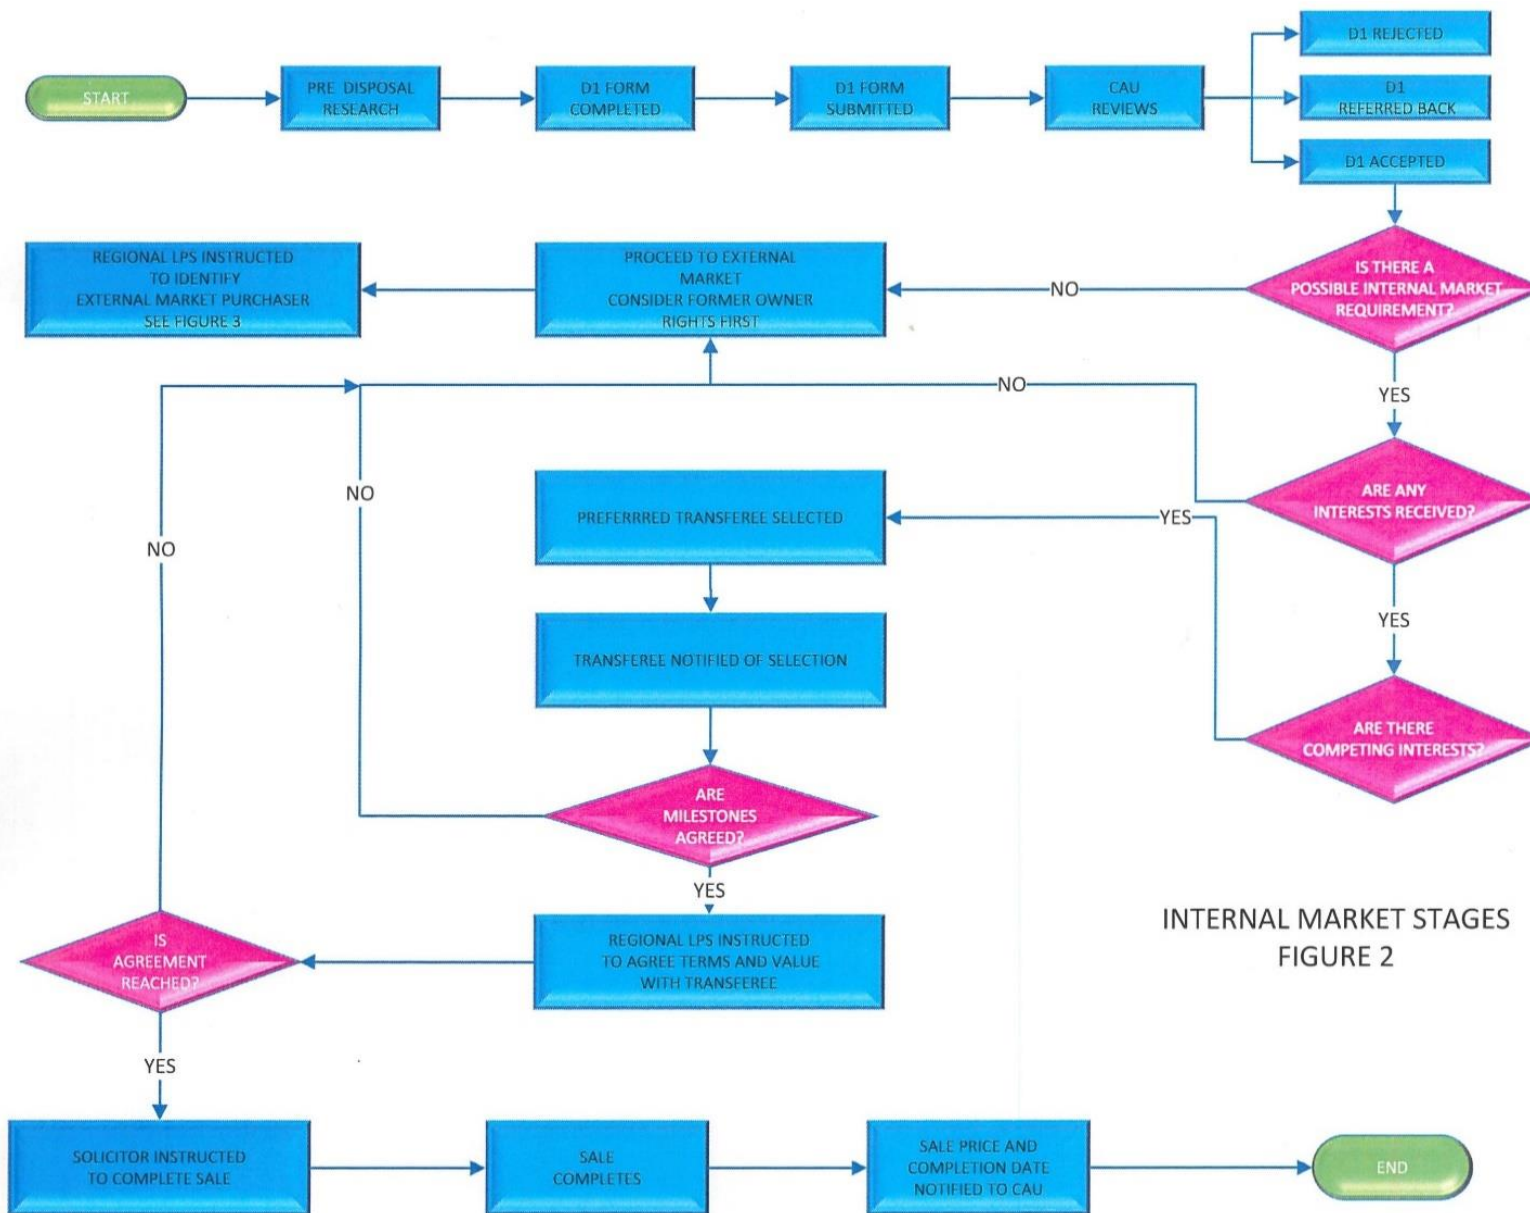 START
PRE DISPOSAL
RESEARCH
D1 FORM
COMPLETED
D1 FORM
SUBMITTED
CAU
REVIEWS
D1 REJECTED
D1
REFERRED BACK
D1 ACCEPTED
REGIONAL LPS INSTRUCTED
TO IDENTIFY
EXTERNAL MARKET PURCHASER
SEE FIGURE 3
PROCEED TO EXTERNAL
MARKET
CONSIDER FORMER OWNER
RIGHTS FIRST
NO
IS THERE A
POSSIBLE INTERNAL MARKET
REQUIREMENT?
YES
NO
ARE ANY
INTERESTS RECEIVED?
YES
NO
NO
PREFERRRED TRANSFEREE SELECTED
YES
TRANSFEREE NOTIFIED OF SELECTION
ARE THERE
COMPETING INTERESTS?
ARE
MILESTONES
AGREED?
YES
IS
AGREEMENT
REACHED?
REGIONAL LPS INSTRUCTED
TO AGREE TERMS AND VALUE
WITH TRANSFEREE
INTERNAL MARKET STAGES
FIGURE 2
YES
SOLICITOR INSTRUCTED
TO COMPLETE SALE
SALE
COMPLETES
SALE PRICE AND
COMPLETION DATE
NOTIFIED TO CAU
END